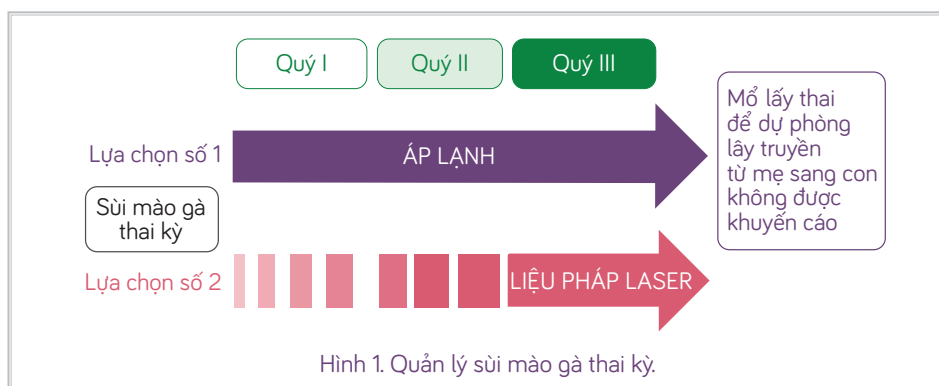 Quý I
Quý II
Quý III
Lựa chọn số 1
ÁP LẠNH
Mổ lấy thai
để dự phòng
lây truyền
từ mẹ sang con
không được
khuyến cáo
Sùi mào gà
thai kỳ
Lựa chọn số 2
LIỆU PHÁP LASER
Hình 1. Quản lý sùi mào gà thai kỳ.